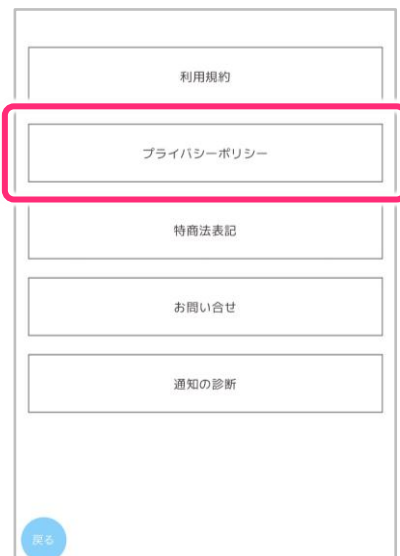 利用規約
プライバシーポリシー
特商法表記
お問い合せ
通知の診断
戻る